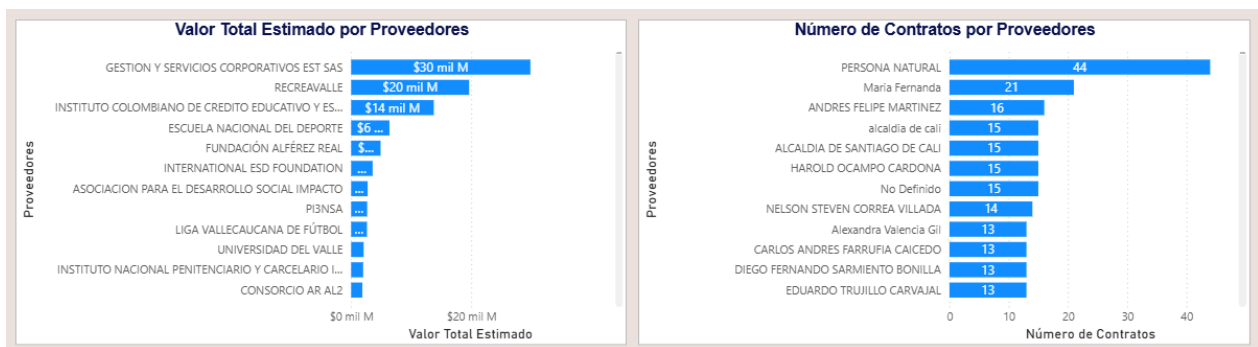 Valor Total Estimado por Proveedores
Proveedores
GESTION Y SERVICIOS CORPORATIVOS EST SAS $30 mil M
RECREAVALLE $20 mil M
INSTITUTO COLOMBIANO DE CREDITO EDUCATIVO Y ES... $14 mil M
ESCUELA NACIONAL DEL DEPORTE $6 ...
FUNDACIÓN ALFÉREZ REAL $...
INTERNATIONAL ESD FOUNDATION ...
ASOCIACION PARA EL DESARROLLO SOCIAL IMPACTO ...
PI3NSA ...
LIGA VALLECAUCANA DE FÚTBOL ...
UNIVERSIDAD DEL VALLE
INSTITUTO NACIONAL PENITENCIARIO Y CARCELARIO I...
CONSORCIO AR AL2
$0 mil M $20 mil M
Valor Total Estimado
Número de Contratos por Proveedores
Proveedores
PERSONA NATURAL 44
Maria Fernanda 21
ANDRES FELIPE MARTINEZ 16
alcaldia de cali 15
ALCALDIA DE SANTIAGO DE CALI 15
HAROLD OCAMPO CARDONA 15
No Definido 15
NELSON STEVEN CORREA VILLADA 14
Alexandra Valencia Gil 13
CARLOS ANDRES FARRUFIA CAICEDO 13
DIEGO FERNANDO SARMIENTO BONILLA 13
EDUARDO TRUJILLO CARVAJAL 13
0 10 20 30 40
Número de Contratos